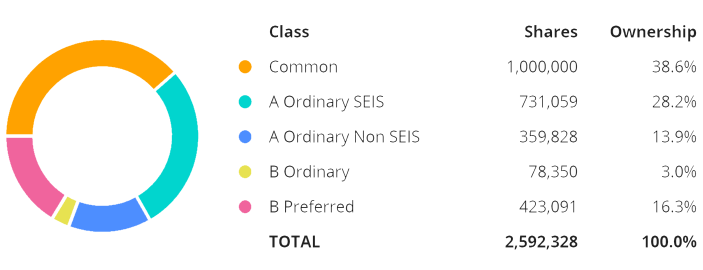 Class Shares Ownership
Common 1,000,000 38.6%
A Ordinary SEIS 731,059 28.2%
A Ordinary Non SEIS 359,828 13.9%
B Ordinary 78,350 3.0%
B Preferred 423,091 16.3%
TOTAL 2,592,328 100.0%